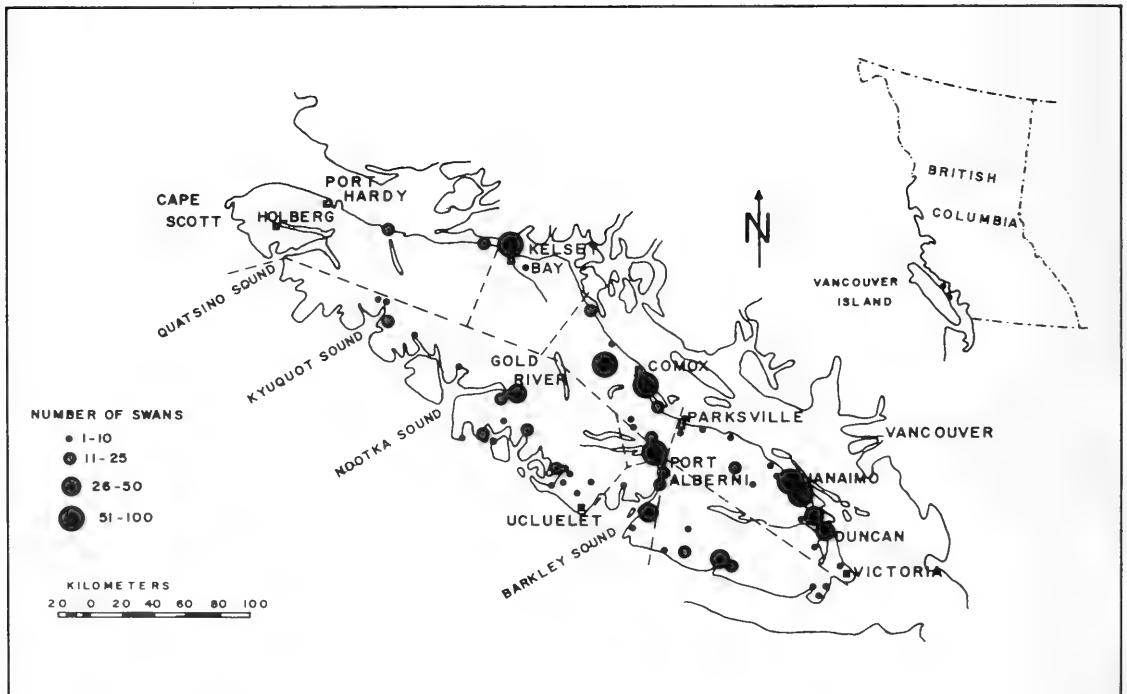 PORT
HARDY
CAPE
SCOTT
HOLBERG
KELSEY
BAY
N
BRITISH
COLUMBIA
VANCOUVER
ISLAND
QUATSINO SOUND
KYUQUOT SOUND
NOOTKA SOUND
GOLD
RIVER
COMOX
PARKSVILLE
VANCOUVER
PORT
ALBERNI
NANAIMO
UCLUELET
DUNCAN
BARKLEY SOUND
VICTORIA
NUMBER OF SWANS
1-10
11-25
26-50
51-100
KILOMETERS
20 0 20 40 60 80 100